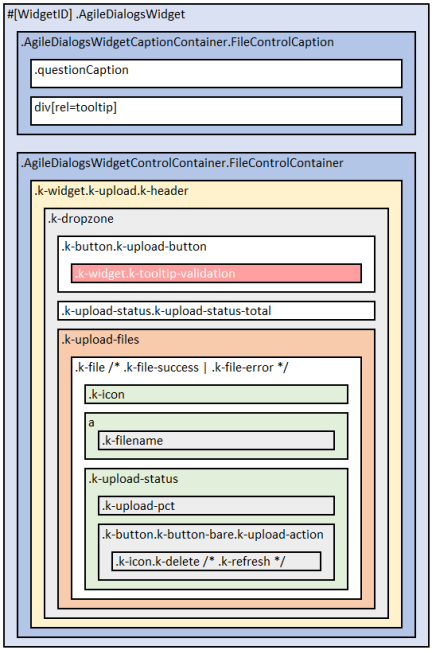 #[WidgetID] .AgileDialogsWidget
.AgileDialogsWidgetCaptionContainer.FileControlCaption
.questionCaption
div[rel=tooltip]
.AgileDialogsWidgetControlContainer.FileControlContainer
.k-widget.k-upload.k-header
.k-dropzone
.k-button.k-upload-button
.k-widget.k-tooltip-validation
.k-upload-status.k-upload-status-total
.k-upload-files
.k-file /* .k-file-success | .k-file-error */
.k-icon
a
.k-filename
.k-upload-status
.k-upload-pct
.k-button.k-button-bare.k-upload-action
.k-icon.k-delete /* .k-refresh */